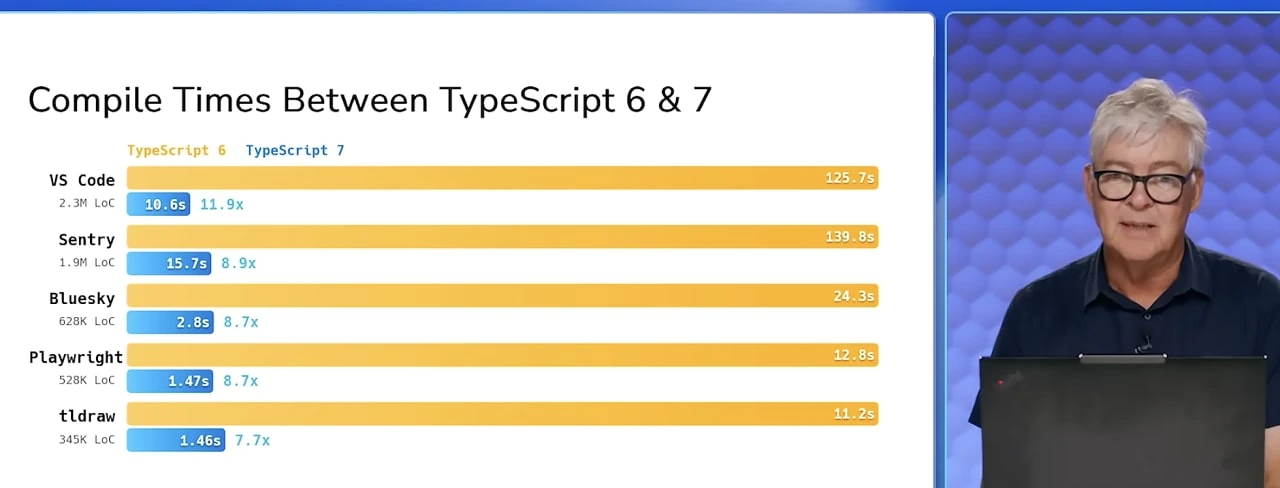 Compile Times Between TypeScript 6 & 7
TypeScript 6 TypeScript 7
VS Code 125.7s
2.3M LoC 10.6s 11.9x
Sentry 139.8s
1.9M LoC 15.7s 8.9x
Bluesky 24.3s
628K LoC 2.8s 8.7x
Playwright 12.8s
528K LoC 1.47s 8.7x
tldraw 11.2s
345K LoC 1.46s 7.7x